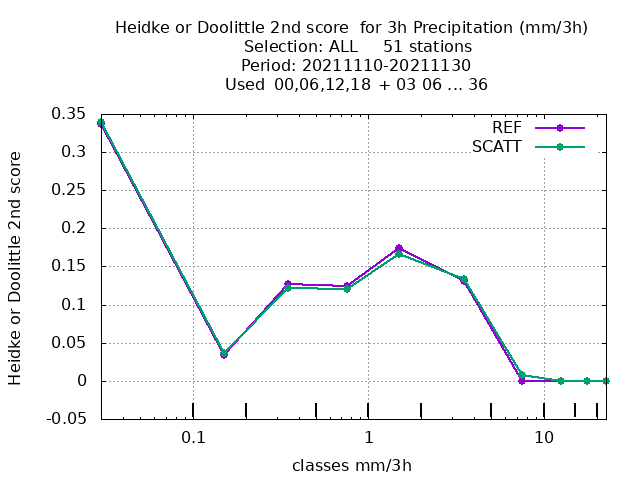 Heidke or Doolittle 2nd score  for 3h Precipitation (mm/3h)
Selection: ALL     51 stations
Period: 20211110-20211130
Used  00,06,12,18 + 03 06 ... 36
REF
SCATT
0.35
0.3
0.25
0.2
0.15
0.1
0.05
0
-0.05
Heidke or Doolittle 2nd score
0.1
1
10
classes mm/3h